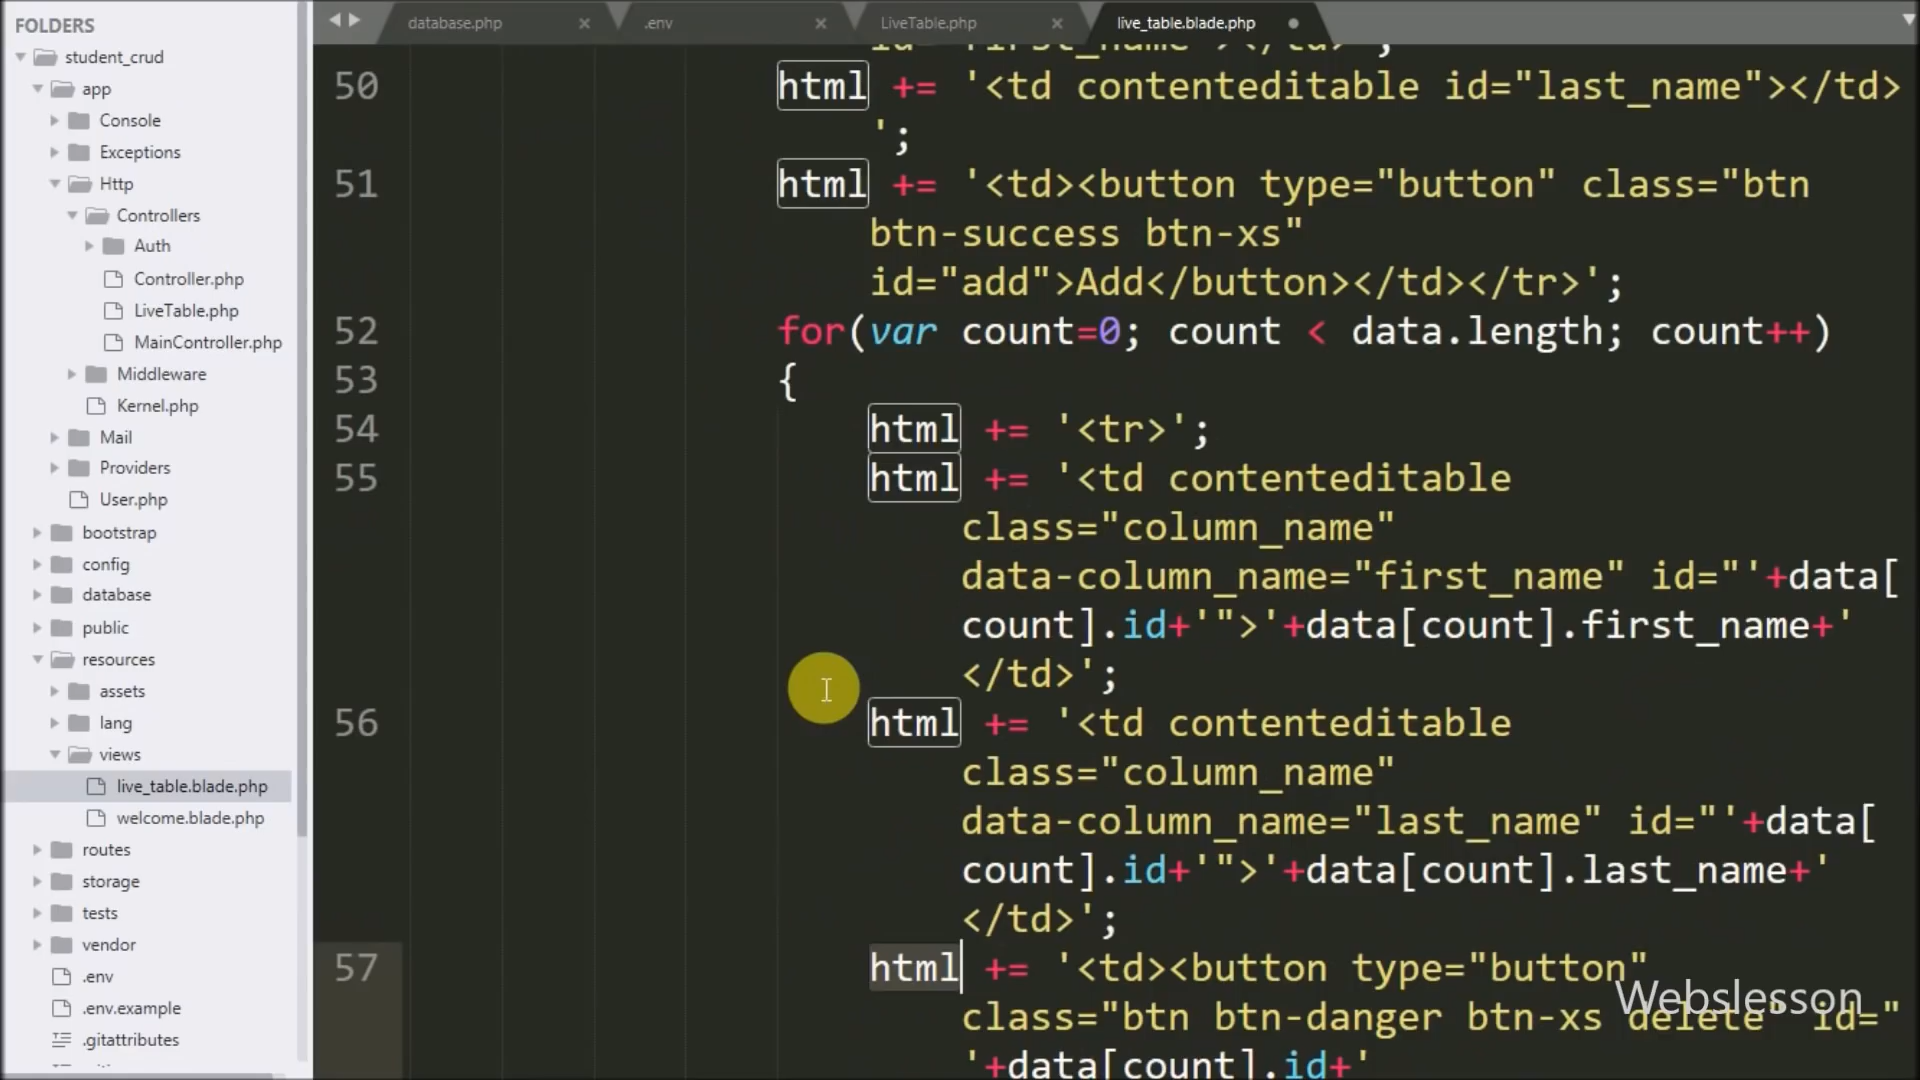 FOLDERS
student_crud
app
Console
Exceptions
Http
Controllers
Auth
Controller.php
LiveTable.php
MainController.php
Middleware
Kernel.php
Mail
Providers
User.php
bootstrap
config
database
public
resources
assets
lang
views
live_table.blade.php
welcome.blade.php
routes
storage
tests
vendor
.env
.env.example
.gitattributes
database.php
.env
LiveTable.php
live_table.blade.php
id="first_name"></td>';
50 html += '<td contenteditable id="last_name"></td>
';
51 html += '<td><button type="button" class="btn
btn-success btn-xs"
id="add">Add</button></td></tr>';
52 for(var count=0; count < data.length; count++)
53 {
54 html += '<tr>';
55 html += '<td contenteditable
class="column_name"
data-column_name="first_name" id="'+data[
count].id+'">'+data[count].first_name+'
</td>';
56 html += '<td contenteditable
class="column_name"
data-column_name="last_name" id="'+data[
count].id+'">'+data[count].last_name+'
</td>';
57 html += '<td><button type="button"
class="btn btn-danger btn-xs delete" id="
'+data[count].id+'
Webslesson